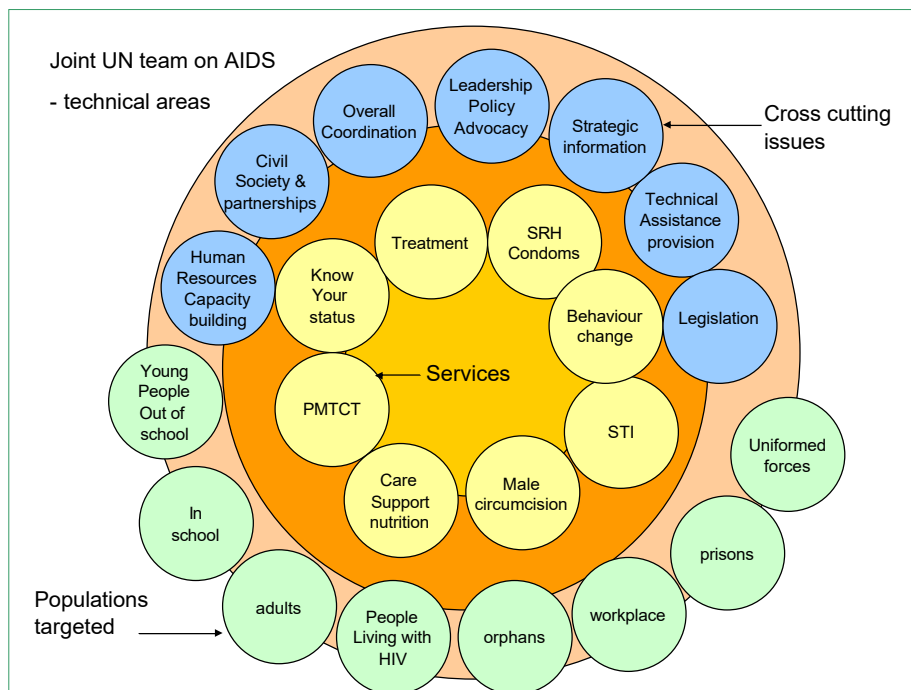 Joint UN team on AIDS
- technical areas
Leadership
Policy
Advocacy
Overall
Coordination
Strategic
information
Cross cutting
issues
Civil
Society &
partnerships
Technical
Assistance
provision
Human
Resources
Capacity
building
Legislation
Treatment
SRH
Condoms
Know
Your
status
Behaviour
change
Services
PMTCT
STI
Care
Support
nutrition
Male
circumcision
Young
People
Out of
school
In
school
Populations
targeted
adults
People
Living with
HIV
orphans
workplace
prisons
Uniformed
forces